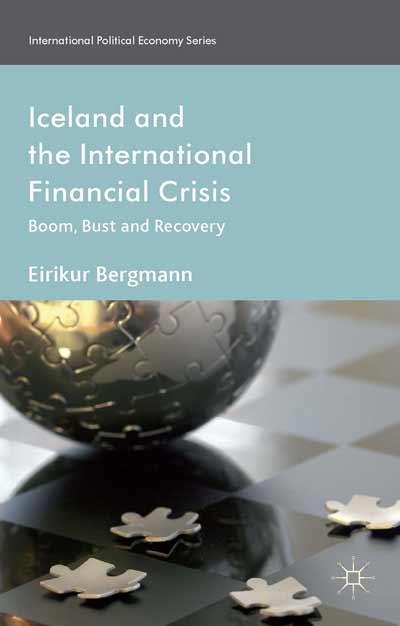 International Political Economy Series
Iceland and
the International
Financial Crisis
Boom, Bust and Recovery
Eirikur Bergmann